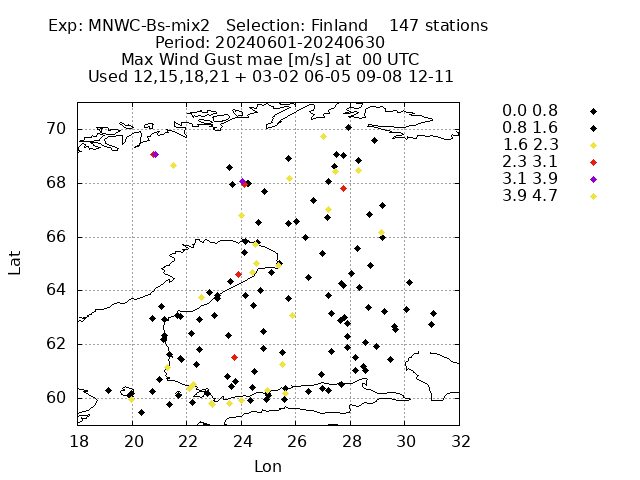 Exp: MNWC-Bs-mix2   Selection: Finland    147 stations
Period: 20240601-20240630
Max Wind Gust mae [m/s] at  00 UTC
Used 12,15,18,21 + 03-02 06-05 09-08 12-11
0.0 0.8
0.8 1.6
1.6 2.3
2.3 3.1
3.1 3.9
3.9 4.7
70
68
66
64
62
60
Lat
18 20 22 24 26 28 30 32
Lon